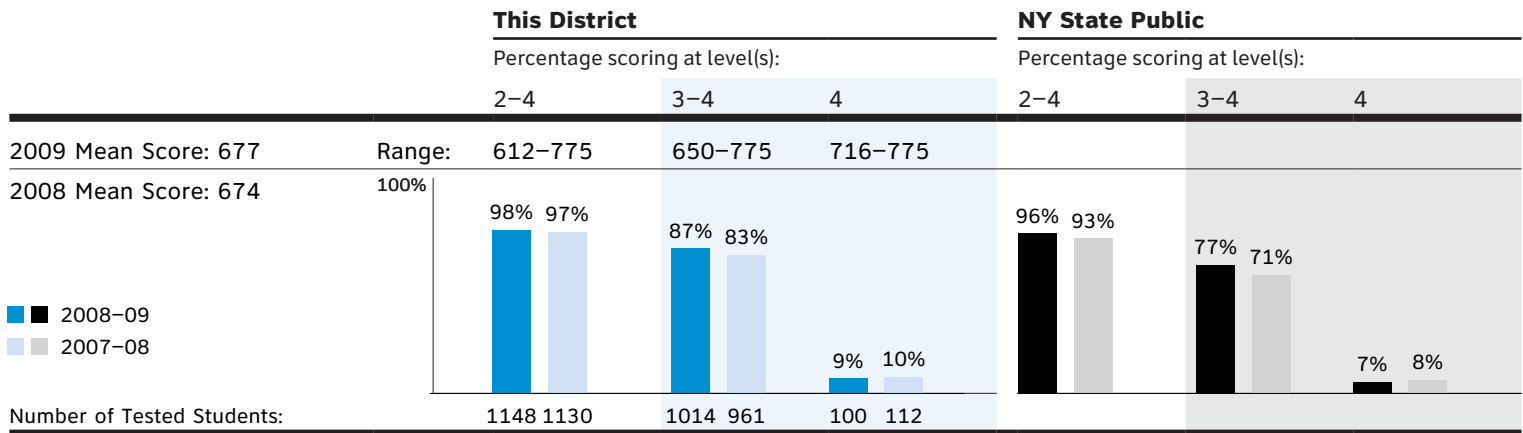 This District NY State Public
Percentage scoring at level(s): Percentage scoring at level(s):
2–4 3–4 4 2–4 3–4 4
2009 Mean Score: 677 Range: 612–775 650–775 716–775
2008 Mean Score: 674 100%
98% 97% 87% 83% 9% 10% 96% 93% 77% 71% 7% 8%
2008–09
2007–08
Number of Tested Students: 1148 1130 1014 961 100 112